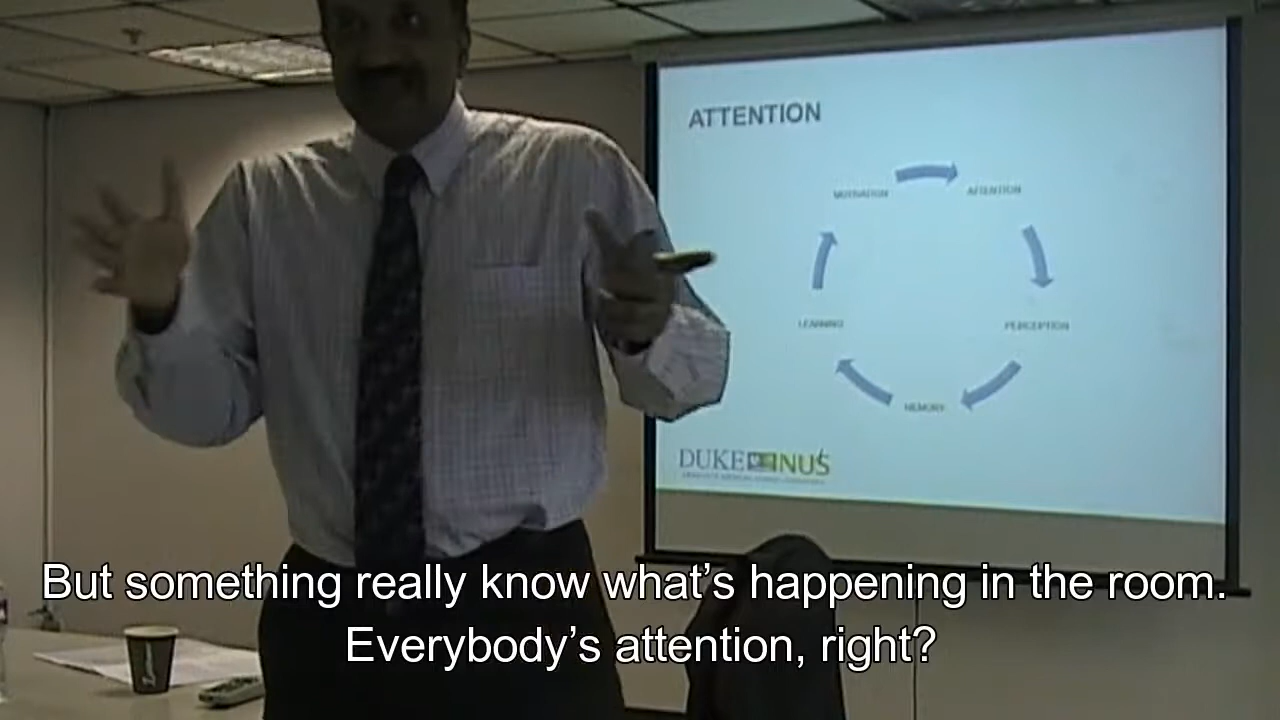 ATTENTION
MOTIVATION
ATTENTION
LEARNING
PERCEPTION
MEMORY
DUKE NUS
But something really know what’s happening in the room.
Everybody’s attention, right?